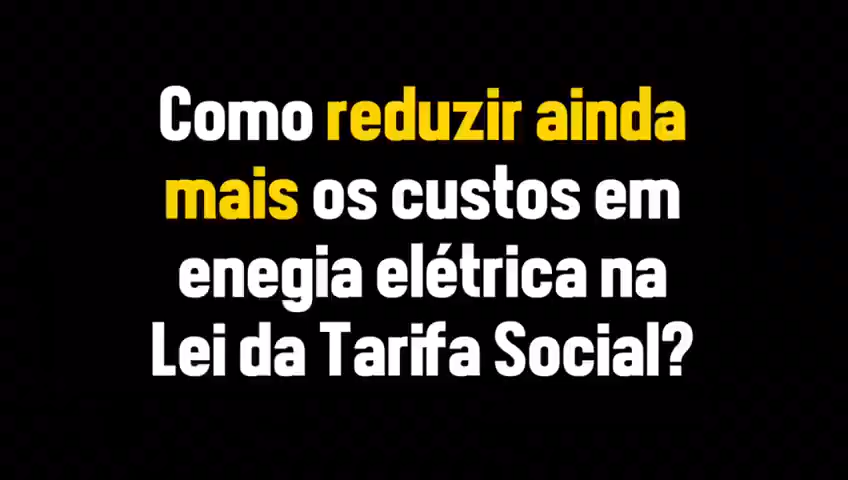 Como reduzir ainda
mais os custos em
enegia elétrica na
Lei da Tarifa Social?